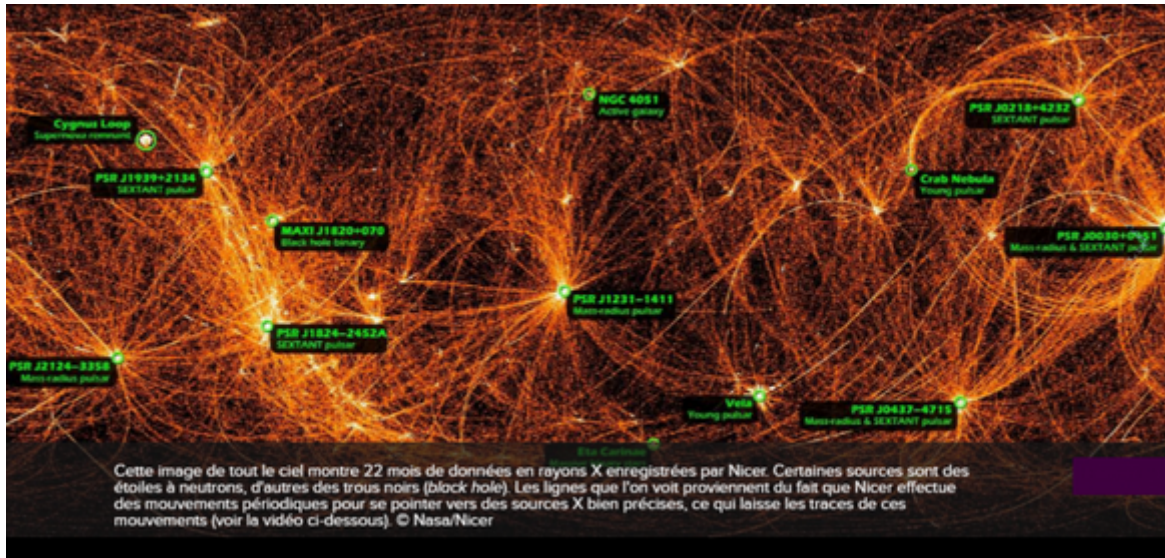 NGC 4051
Active galaxy
PSR J0218+4232
SEXTANT pulsar
Cygnus Loop
Supernova remnant
PSR J1939+2134
SEXTANT pulsar
Crab Nebula
Young pulsar
MAXI J1820+070
Black hole binary
PSR J0030+0451
Mass-radius & SEXTANT pulsar
PSR J1231–1411
Mass-radius pulsar
PSR J1824–2452A
SEXTANT pulsar
PSR J2124–3358
Mass-radius pulsar
Vela
Young pulsar
PSR J0437–4715
Mass-radius & SEXTANT pulsar
Eta Carinae
Cette image de tout le ciel montre 22 mois de données en rayons X enregistrées par Nicer. Certaines sources sont des
étoiles à neutrons, d'autres des trous noirs (black hole). Les lignes que l'on voit proviennent du fait que Nicer effectue
des mouvements périodiques pour se pointer vers des sources X bien précises, ce qui laisse les traces de ces
mouvements (voir la vidéo ci-dessous). © Nasa/Nicer